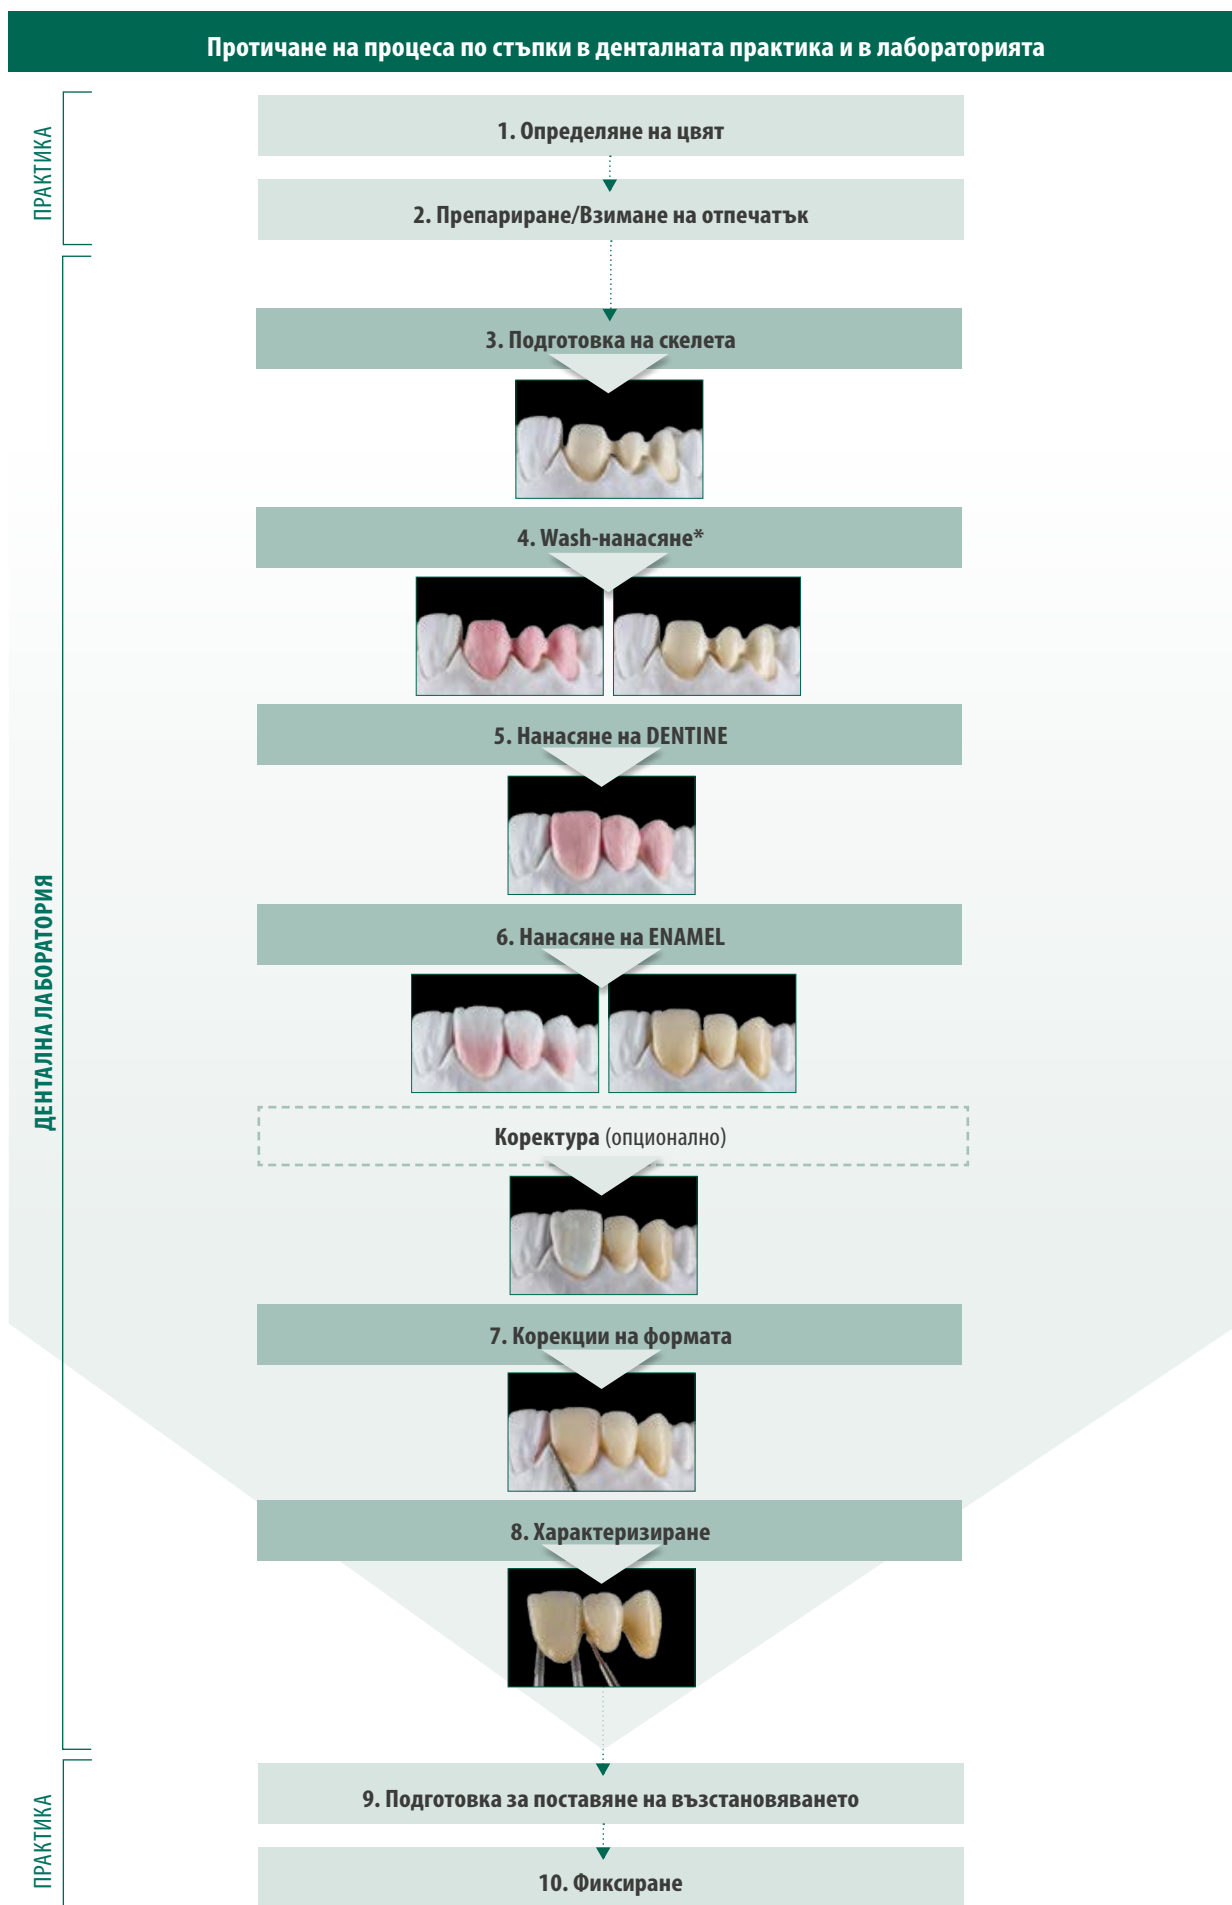 Протичане на процеса по стъпки в денталната практика и в лабораторията
ПРАКТИКА
1. Определяне на цвят
2. Препариране/Взимане на отпечатък
ДЕНТАЛНА ЛАБОРАТОРИЯ
3. Подготовка на скелета
4. Wash-нанасяне*
5. Нанасяне на DENTINE
6. Нанасяне на ENAMEL
Коректура (опционално)
7. Корекции на формата
8. Характеризиране
ПРАКТИКА
9. Подготовка за поставяне на възстановяването
10. Фиксиране